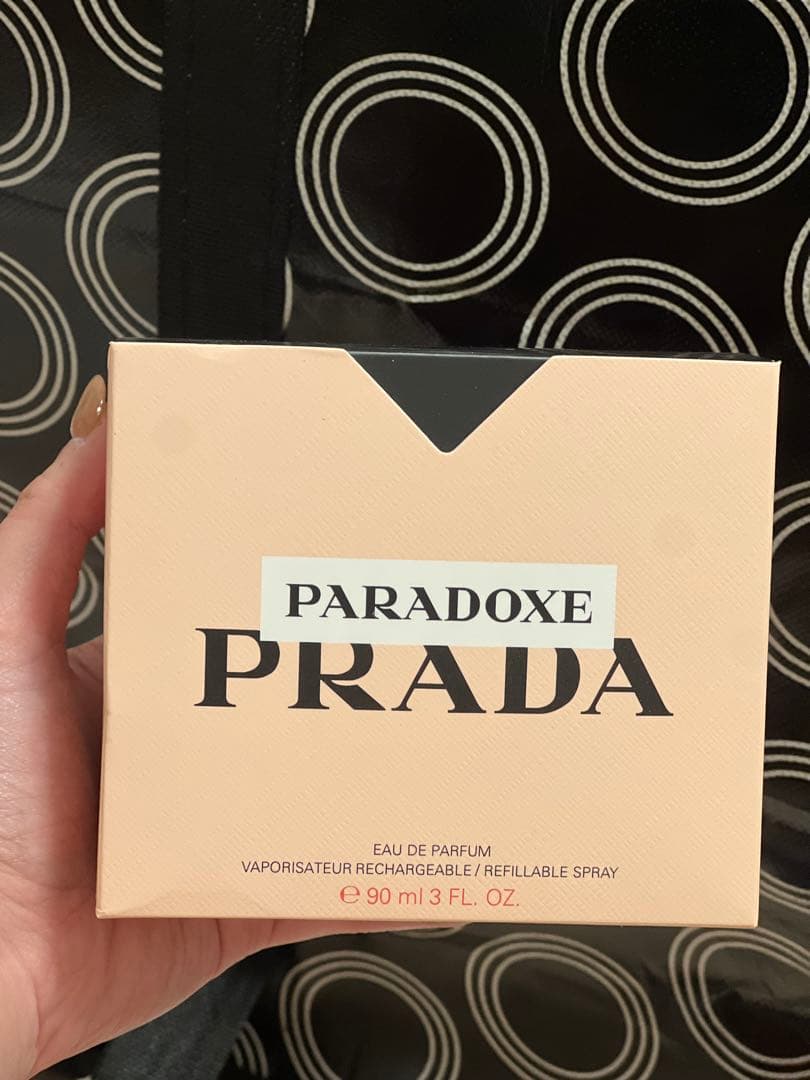 PARADOXE
PRADA
EAU DE PARFUM
VAPORISATEUR RECHARGEABLE / REFILLABLE SPRAY
℮ 90 ml 3 FL. OZ.